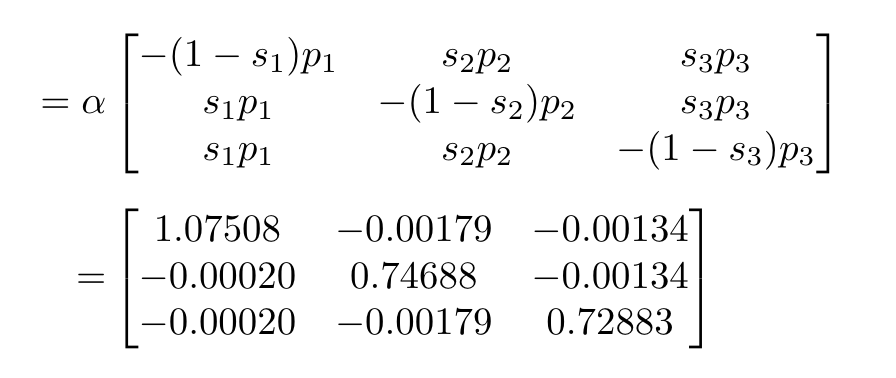 = α [ −(1 − s₁)p₁ s₂p₂ s₃p₃
s₁p₁ −(1 − s₂)p₂ s₃p₃
s₁p₁ s₂p₂ −(1 − s₃)p₃ ]
= [ 1.07508 −0.00179 −0.00134
−0.00020 0.74688 −0.00134
−0.00020 −0.00179 0.72883 ]